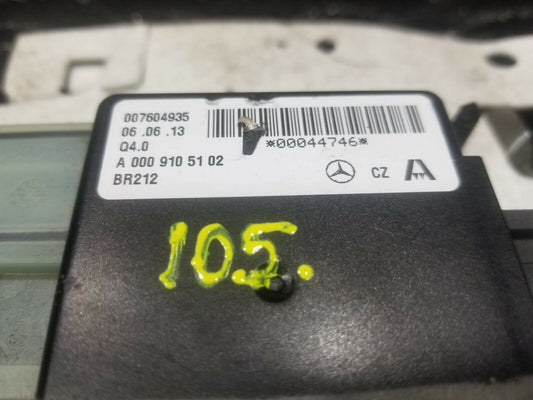 007604935
06 .06 .13
Q4.0
*00044746*
A 000 910 51 02
BR212
CZ
105.